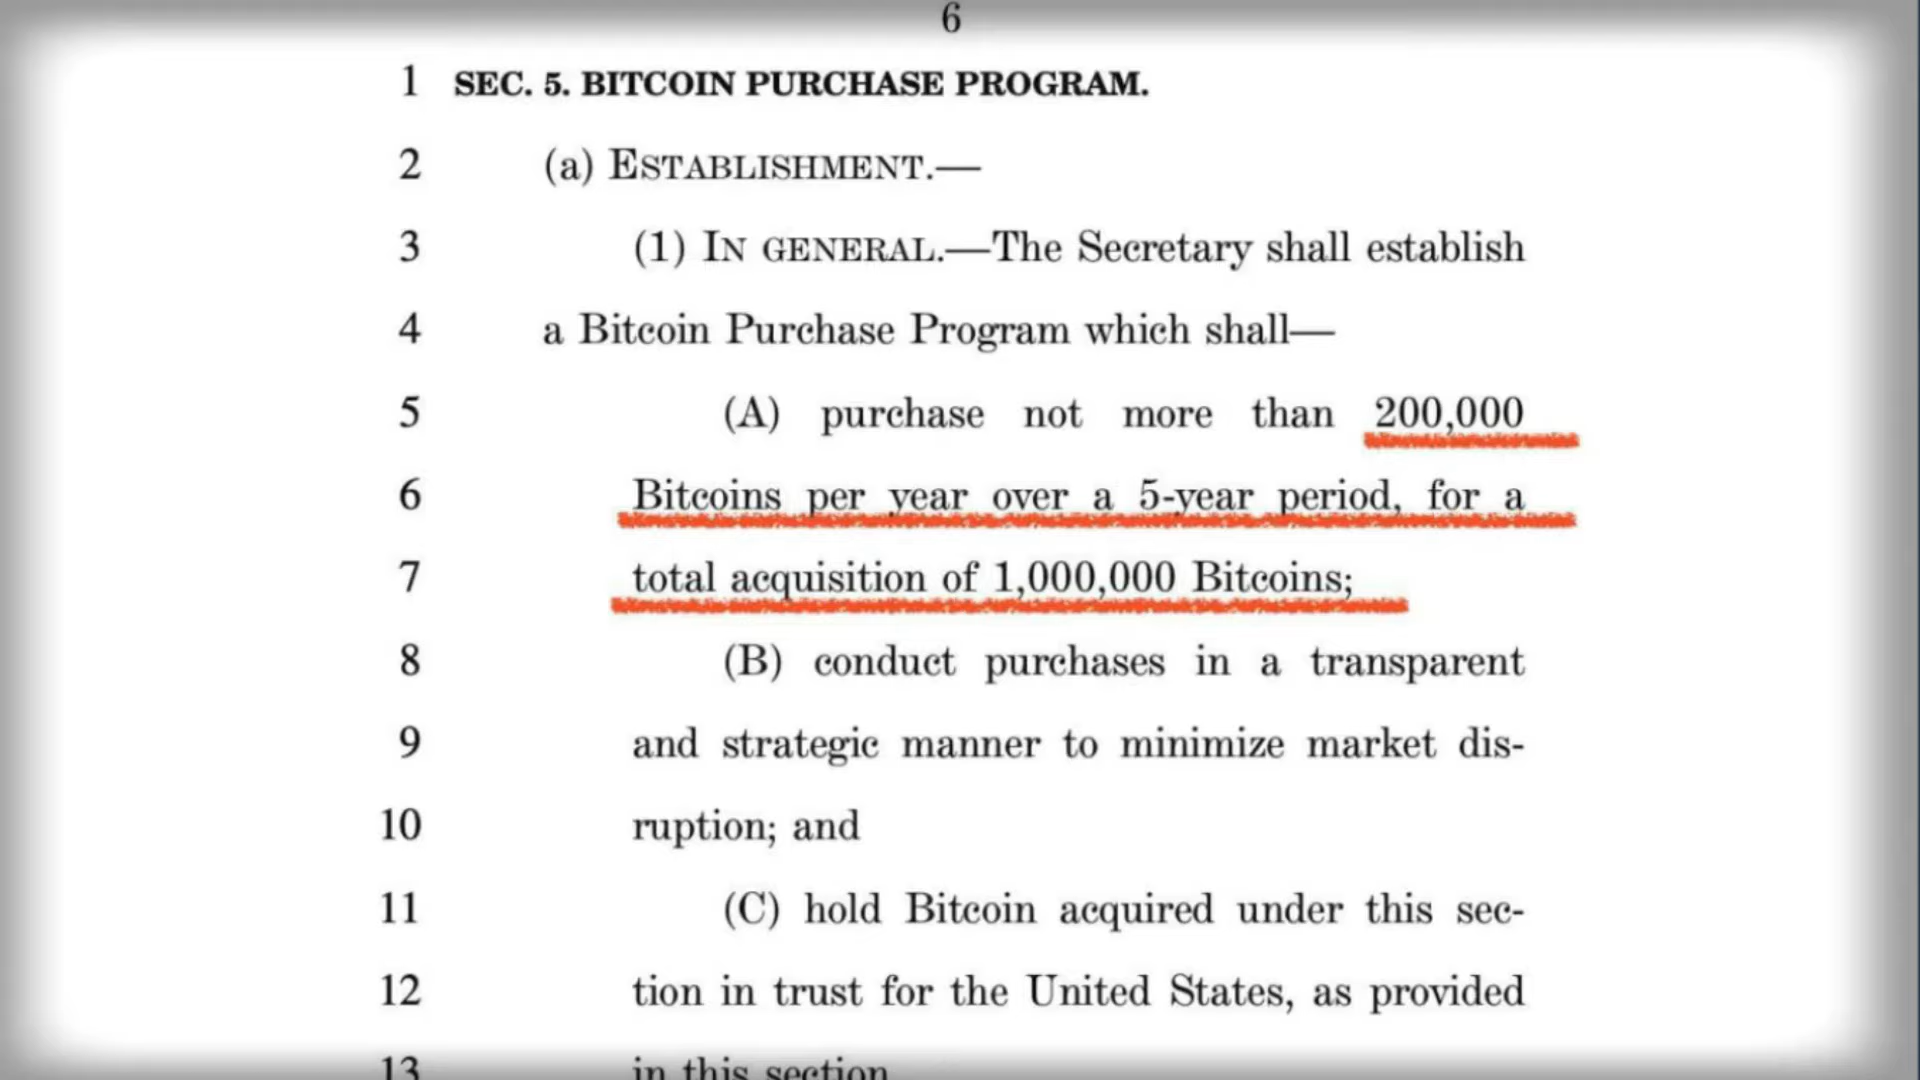 6
1 SEC. 5. BITCOIN PURCHASE PROGRAM.
2 (a) ESTABLISHMENT.—
3 (1) IN GENERAL.—The Secretary shall establish
4 a Bitcoin Purchase Program which shall—
5 (A) purchase not more than 200,000
6 Bitcoins per year over a 5-year period, for a
7 total acquisition of 1,000,000 Bitcoins;
8 (B) conduct purchases in a transparent
9 and strategic manner to minimize market dis-
10 ruption; and
11 (C) hold Bitcoin acquired under this sec-
12 tion in trust for the United States, as provided
13 in this section